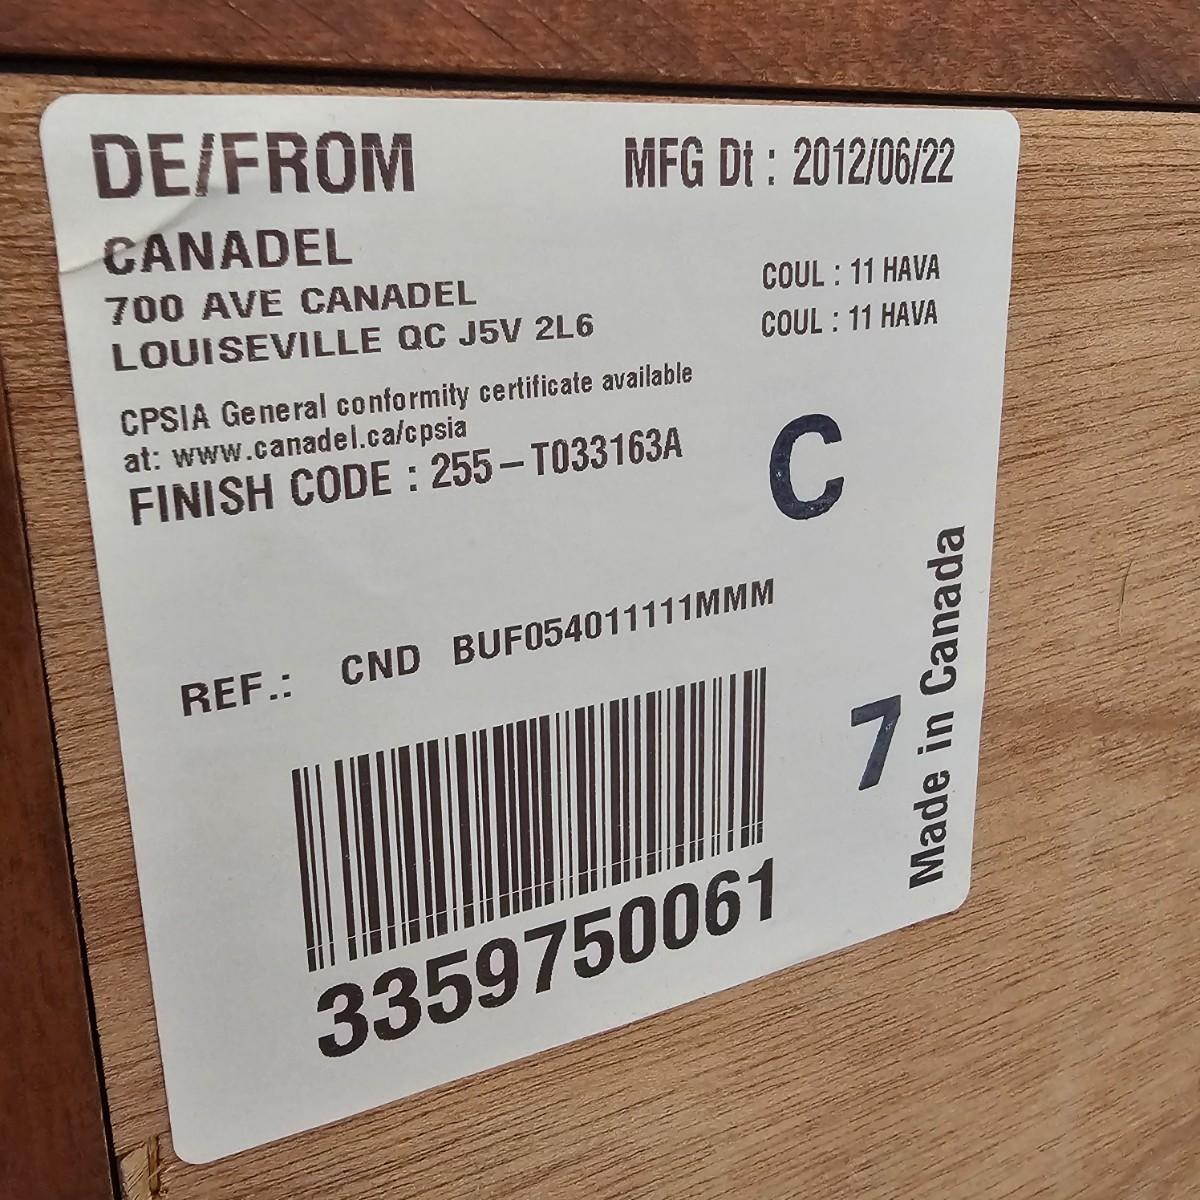 DE/FROM
MFG Dt : 2012/06/22
CANADEL
700 AVE CANADEL
LOUISEVILLE QC J5V 2L6
COUL : 11 HAVA
COUL : 11 HAVA
CPSIA General conformity certificate available
at: www.canadel.ca/cpsia
FINISH CODE : 255-T033163A
C
REF.: CND BUF054011111MMM
7
Made in Canada
3359750061